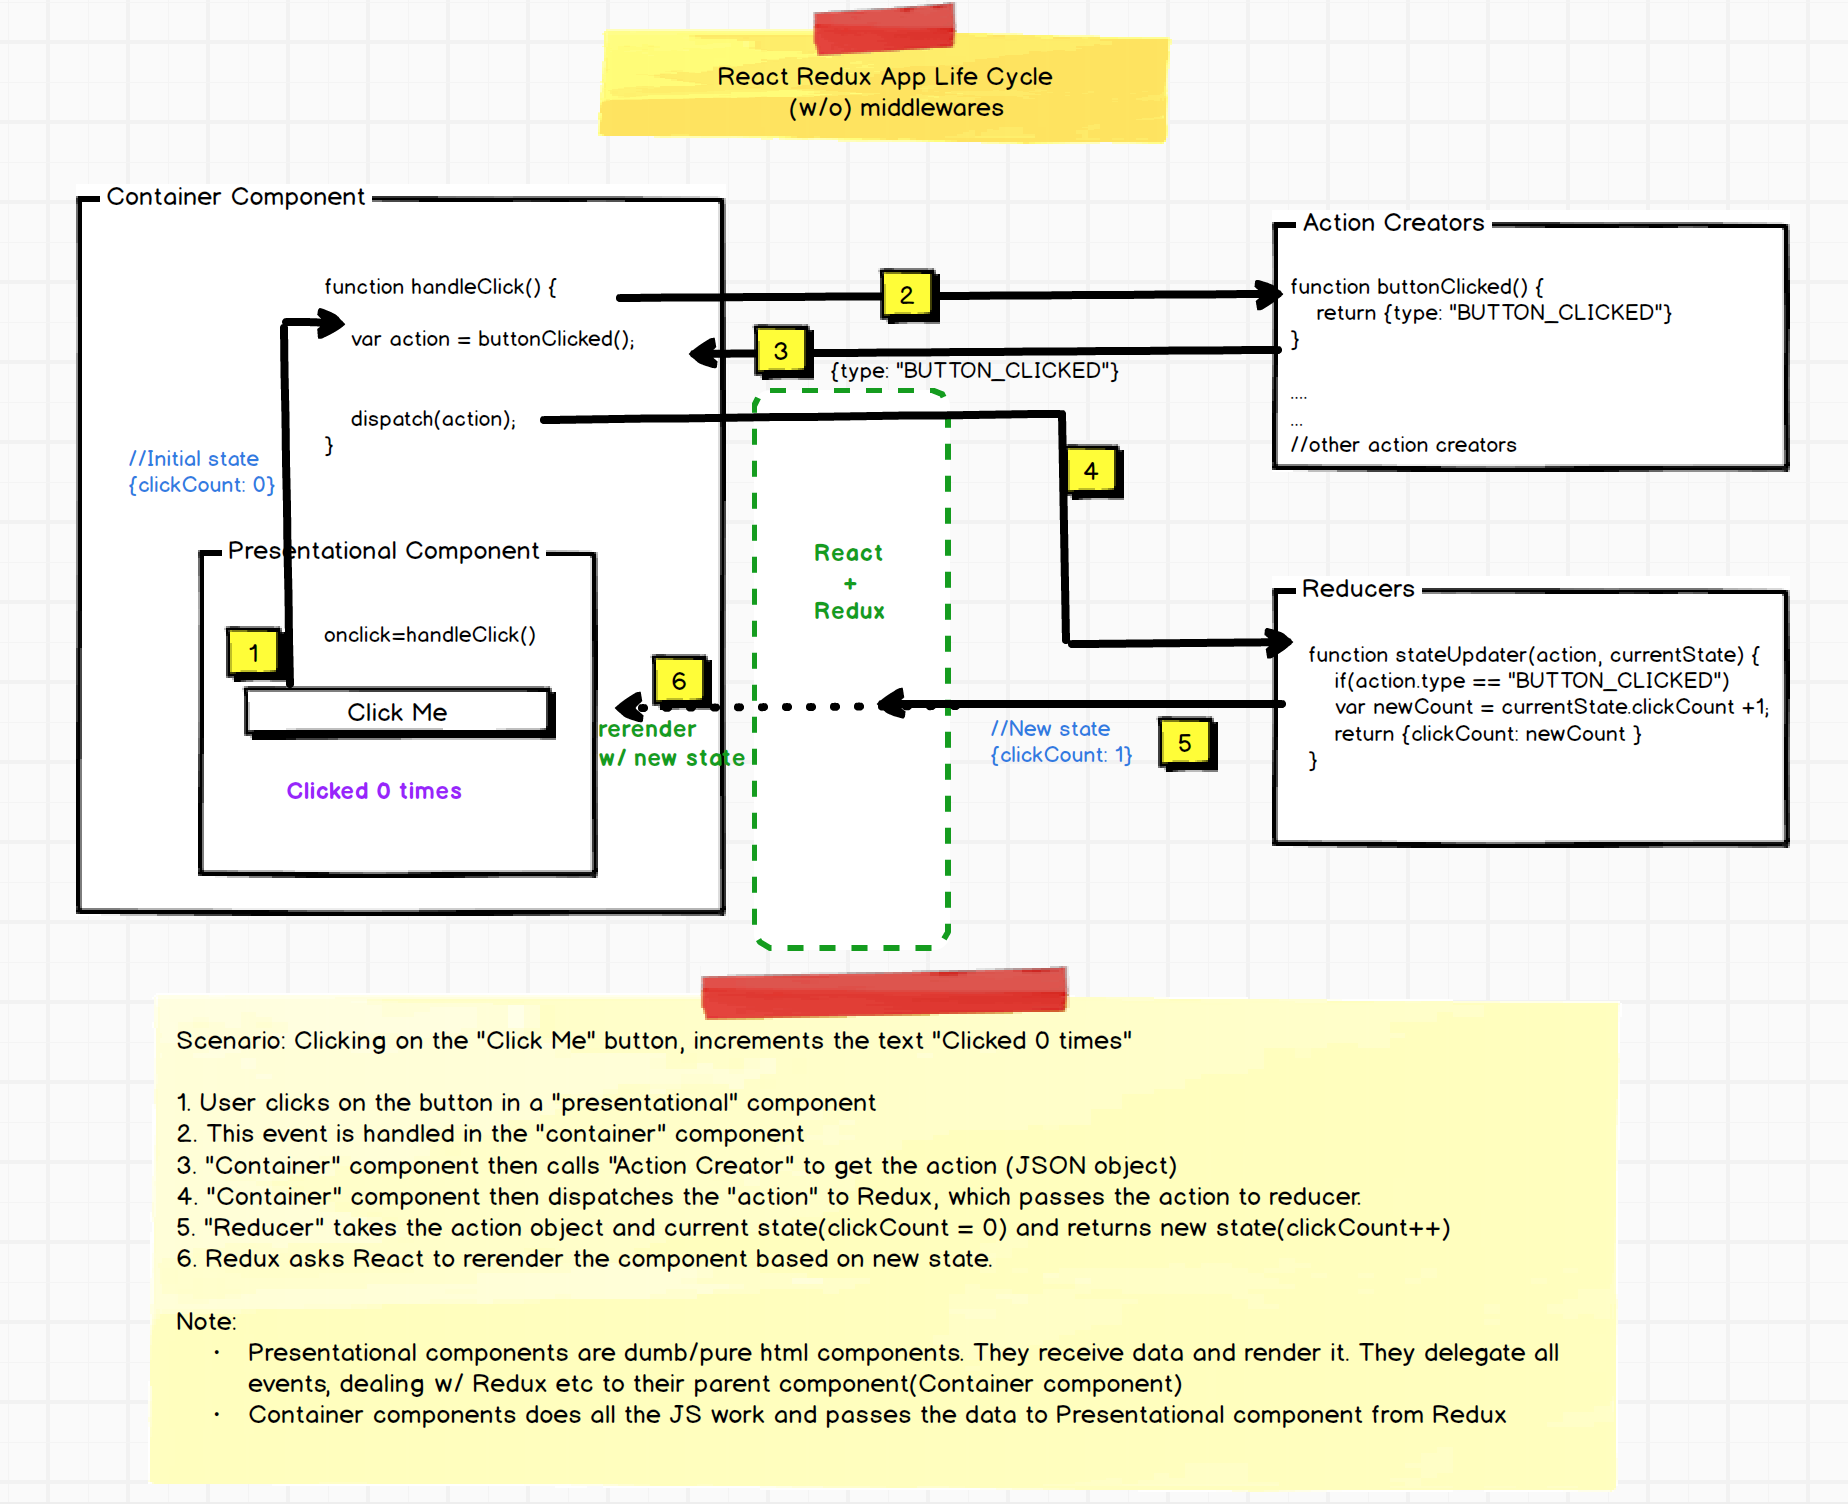 React Redux App Life Cycle
(w/o) middlewares
Container Component
function handleClick() {
var action = buttonClicked();
dispatch(action);
}
//Initial state
{clickCount: 0}
Presentational Component
1
onclick=handleClick()
Click Me
Clicked 0 times
2
3
{type: "BUTTON_CLICKED"}
Action Creators
function buttonClicked() {
return {type: "BUTTON_CLICKED"}
}
....
...
//other action creators
4
React
+
Redux
6
rerender
w/ new state
//New state
{clickCount: 1}
5
Reducers
function stateUpdater(action, currentState) {
if(action.type == "BUTTON_CLICKED")
var newCount = currentState.clickCount +1;
return {clickCount: newCount }
}
Scenario: Clicking on the "Click Me" button, increments the text "Clicked 0 times"
1. User clicks on the button in a "presentational" component
2. This event is handled in the "container" component
3. "Container" component then calls "Action Creator" to get the action (JSON object)
4. "Container" component then dispatches the "action" to Redux, which passes the action to reducer.
5. "Reducer" takes the action object and current state(clickCount = 0) and returns new state(clickCount++)
6. Redux asks React to rerender the component based on new state.
Note:
· Presentational components are dumb/pure html components. They receive data and render it. They delegate all
events, dealing w/ Redux etc to their parent component(Container component)
· Container components does all the JS work and passes the data to Presentational component from Redux